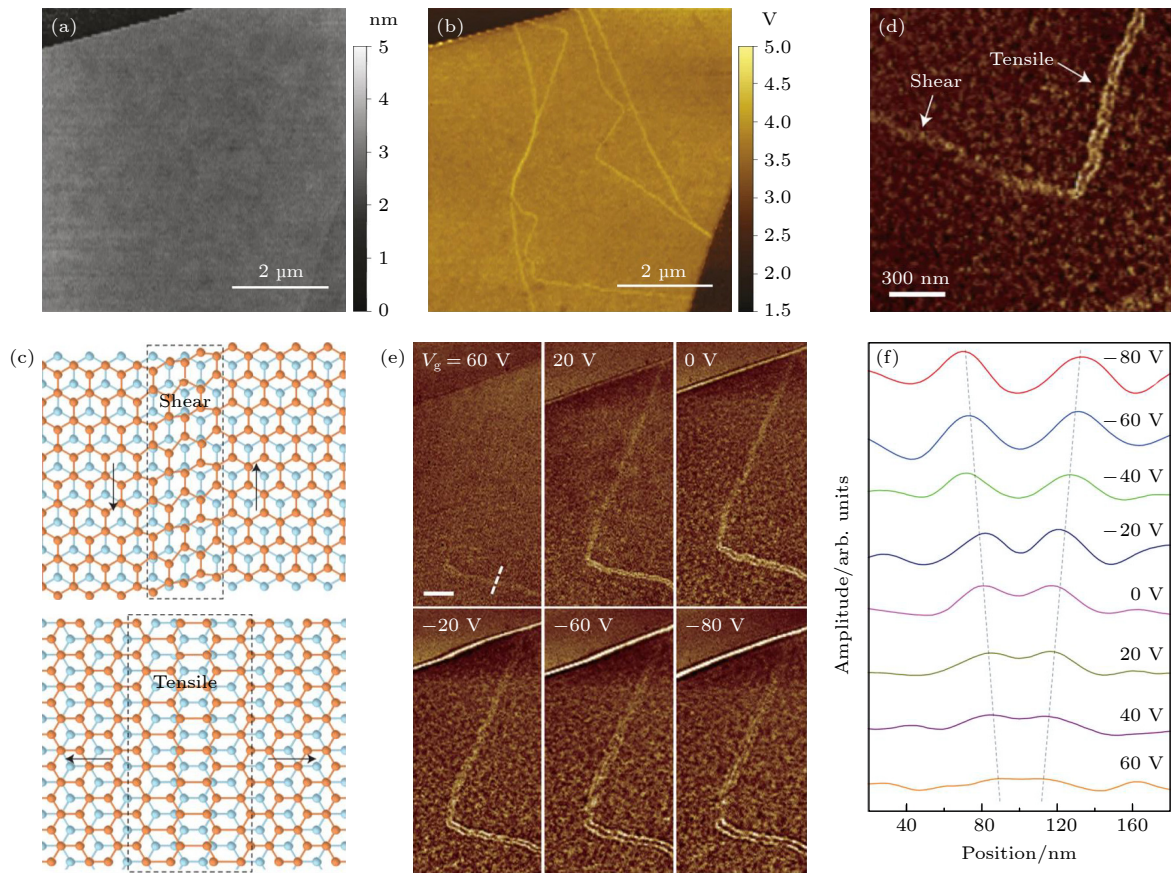 (a)
nm
5
4
3
2
1
0
2 µm
(b)
V
5.0
4.5
4.0
3.5
3.0
2.5
2.0
1.5
2 µm
(d)
Tensile
Shear
300 nm
(c)
Shear
Tensile
(e)
Vg = 60 V
20 V
0 V
−20 V
−60 V
−80 V
(f)
−80 V
−60 V
−40 V
−20 V
0 V
20 V
40 V
60 V
Amplitude/arb. units
40
80
120
160
Position/nm